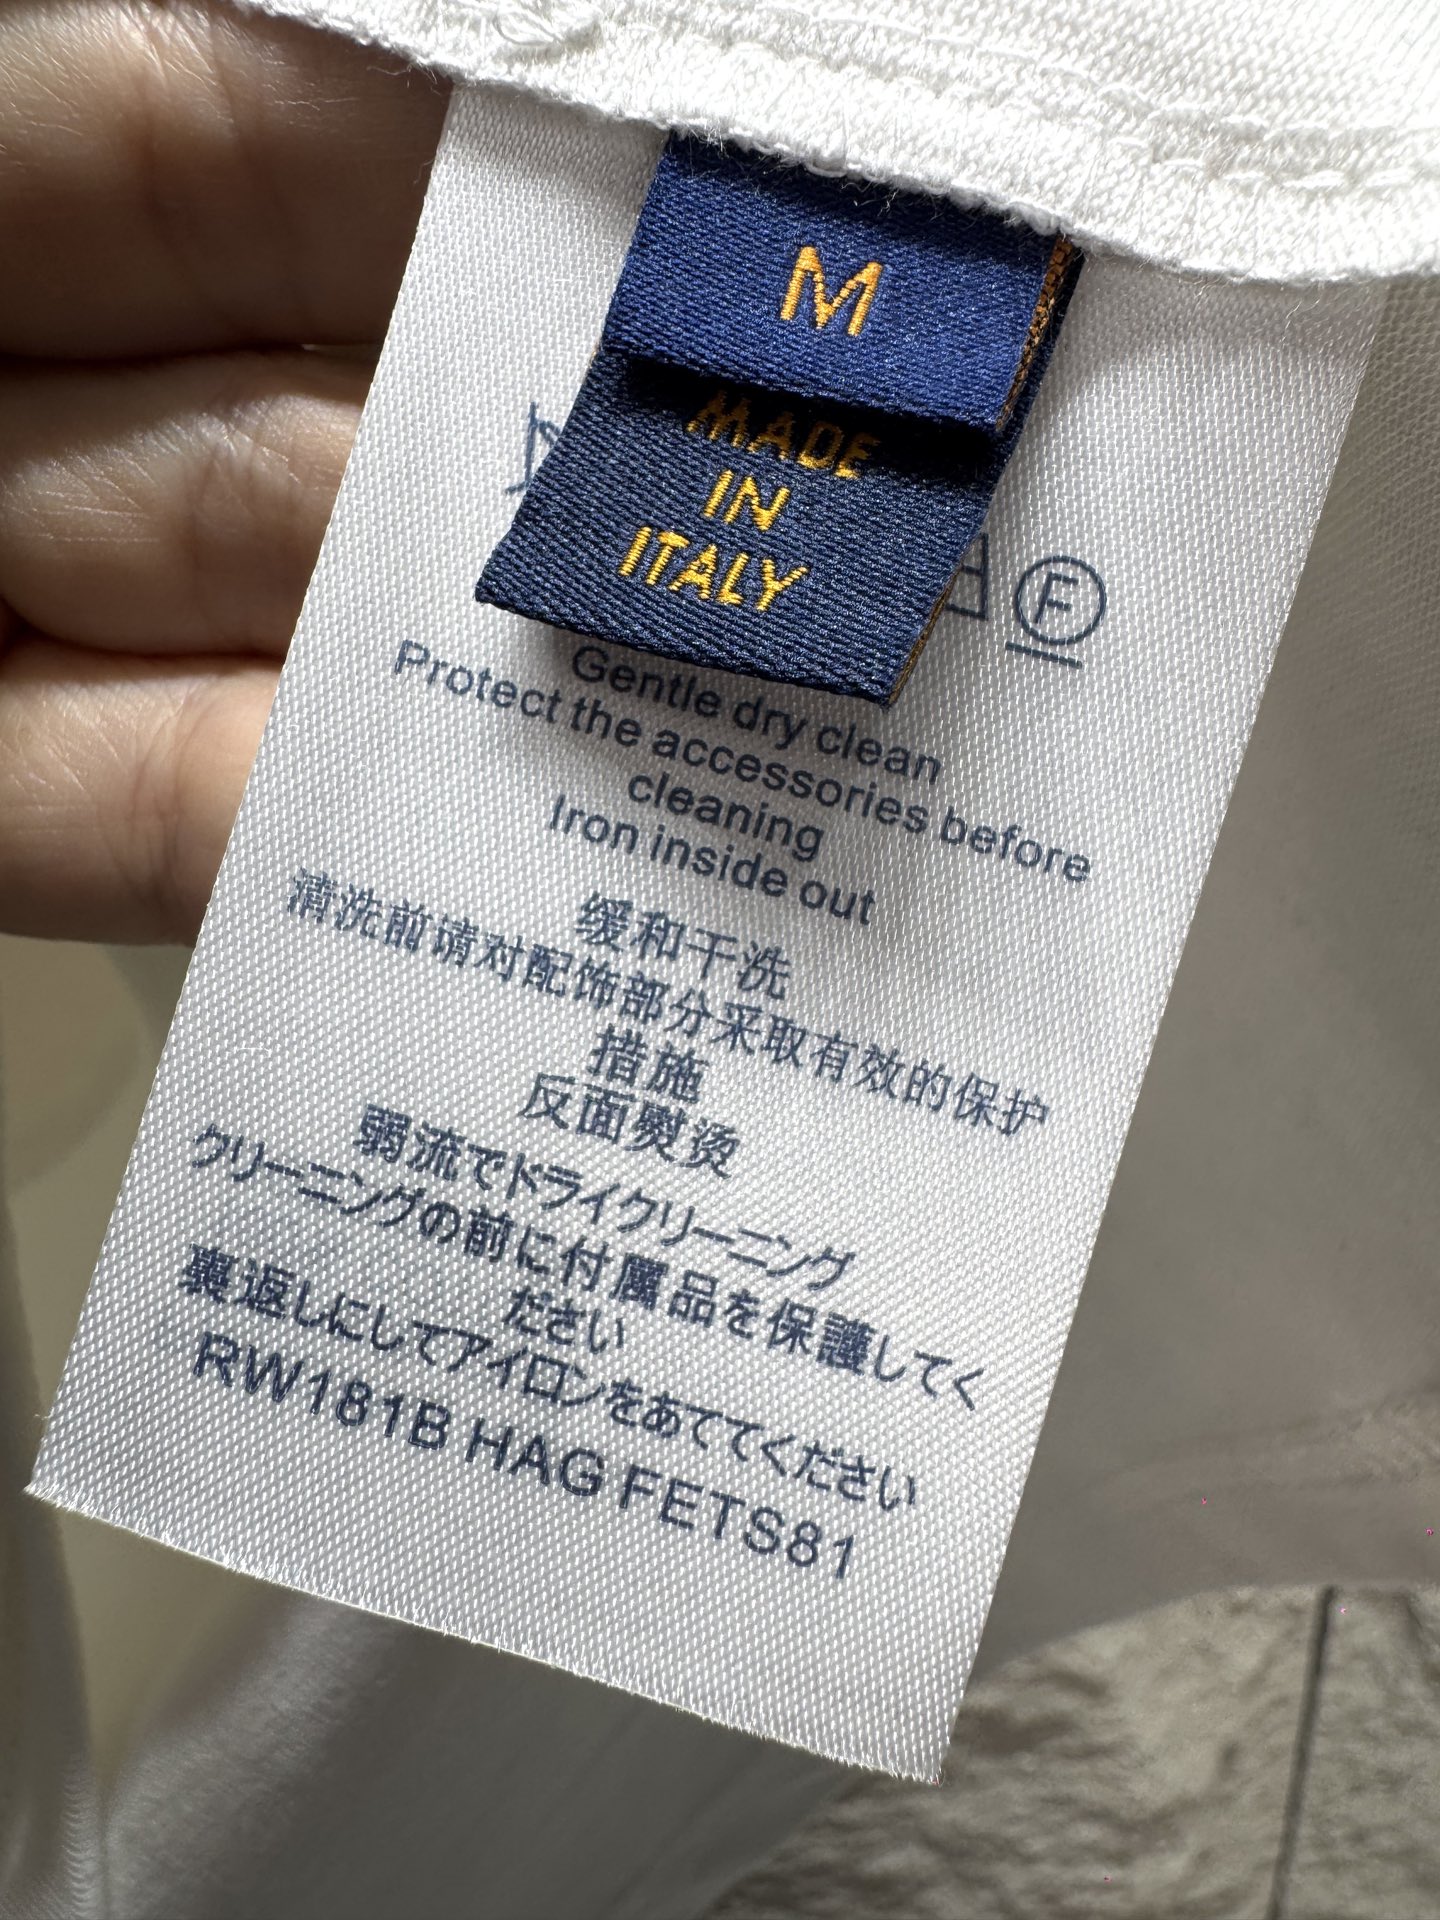 M
MADE
IN
ITALY
F
Gentle dry clean
Protect the accessories before
cleaning
Iron inside out
缓和干洗
清洗前请对配饰部分采取有效的保护
措施
反面熨烫
弱流でドライクリーニング
クリーニングの前に付属品を保護してく
ださい
裏返しにしてアイロンをあててください
RW181B HAG FETS81